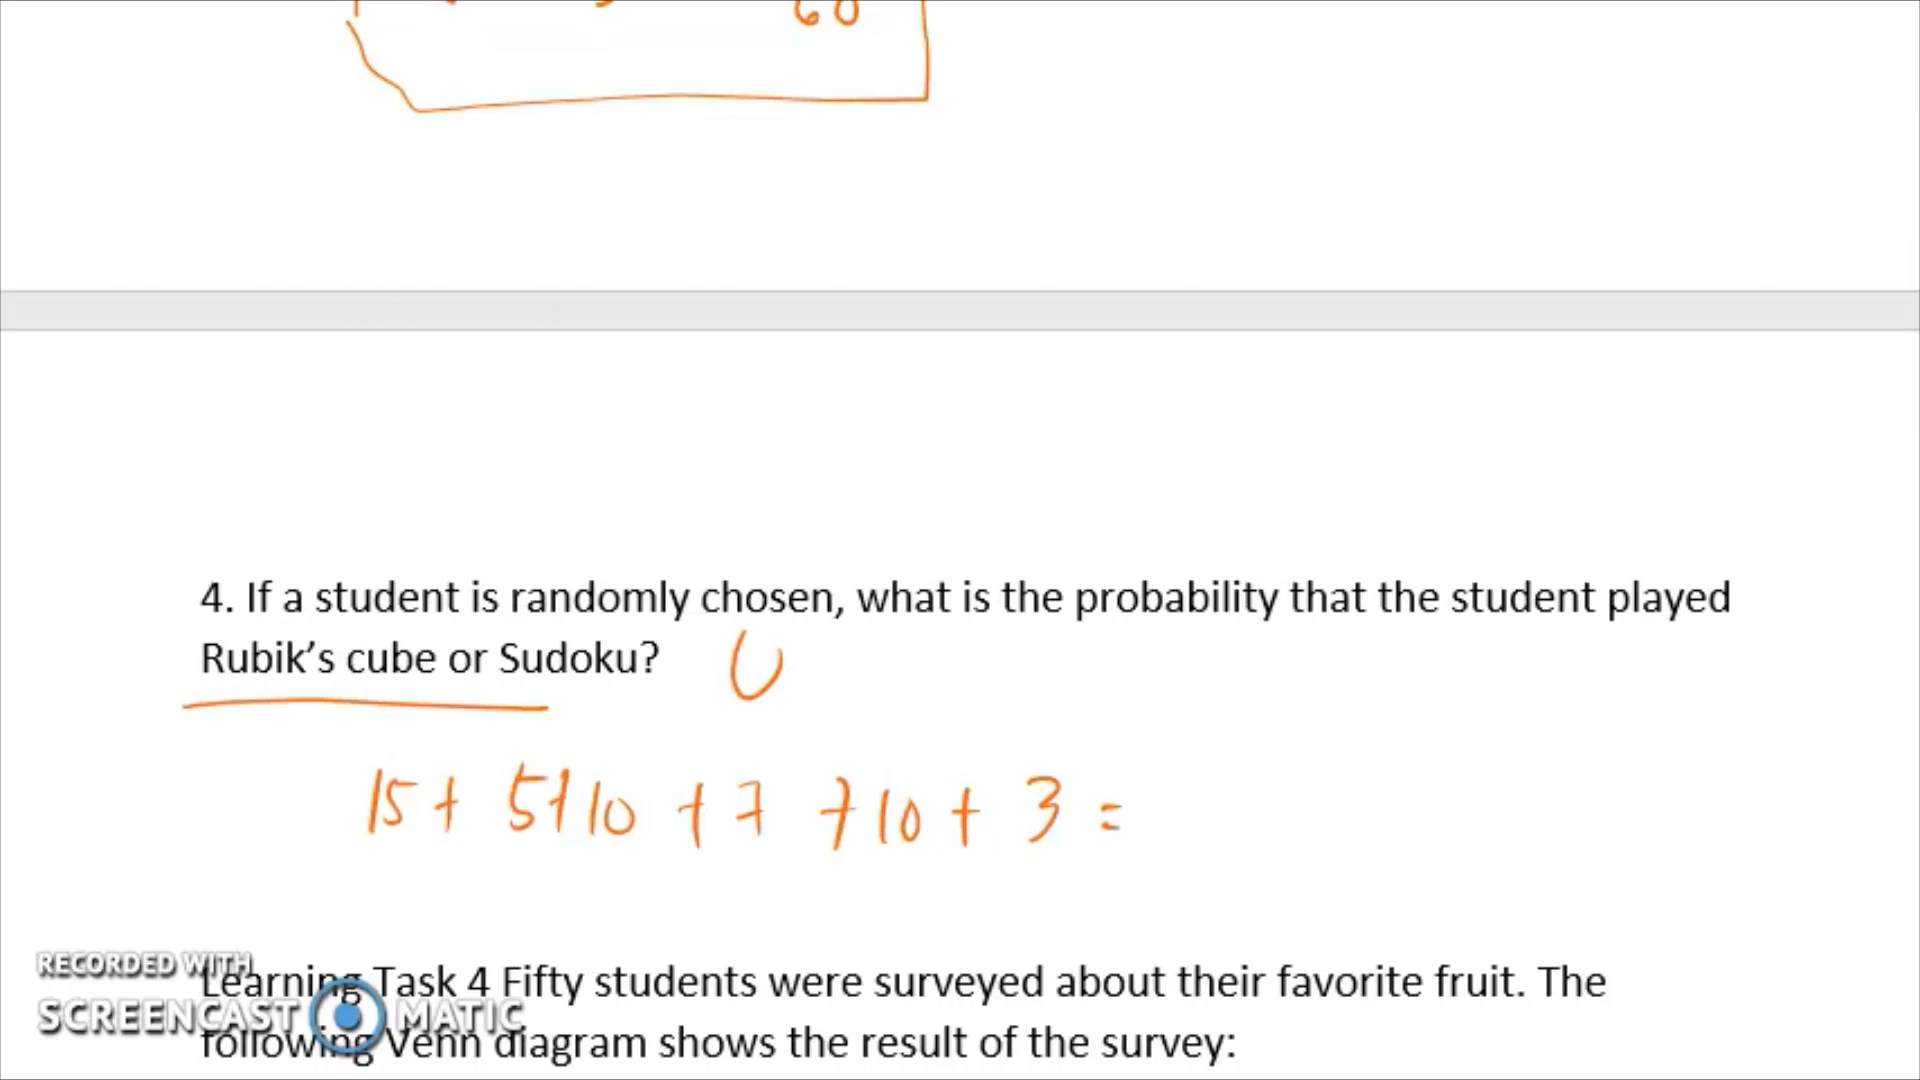 60
4. If a student is randomly chosen, what is the probability that the student played
Rubik’s cube or Sudoku? U
15 + 5 + 10 + 7 + 10 + 3 =
RECORDED WITH
SCREENCAST MATIC
Learning Task 4 Fifty students were surveyed about their favorite fruit. The
following Venn diagram shows the result of the survey: